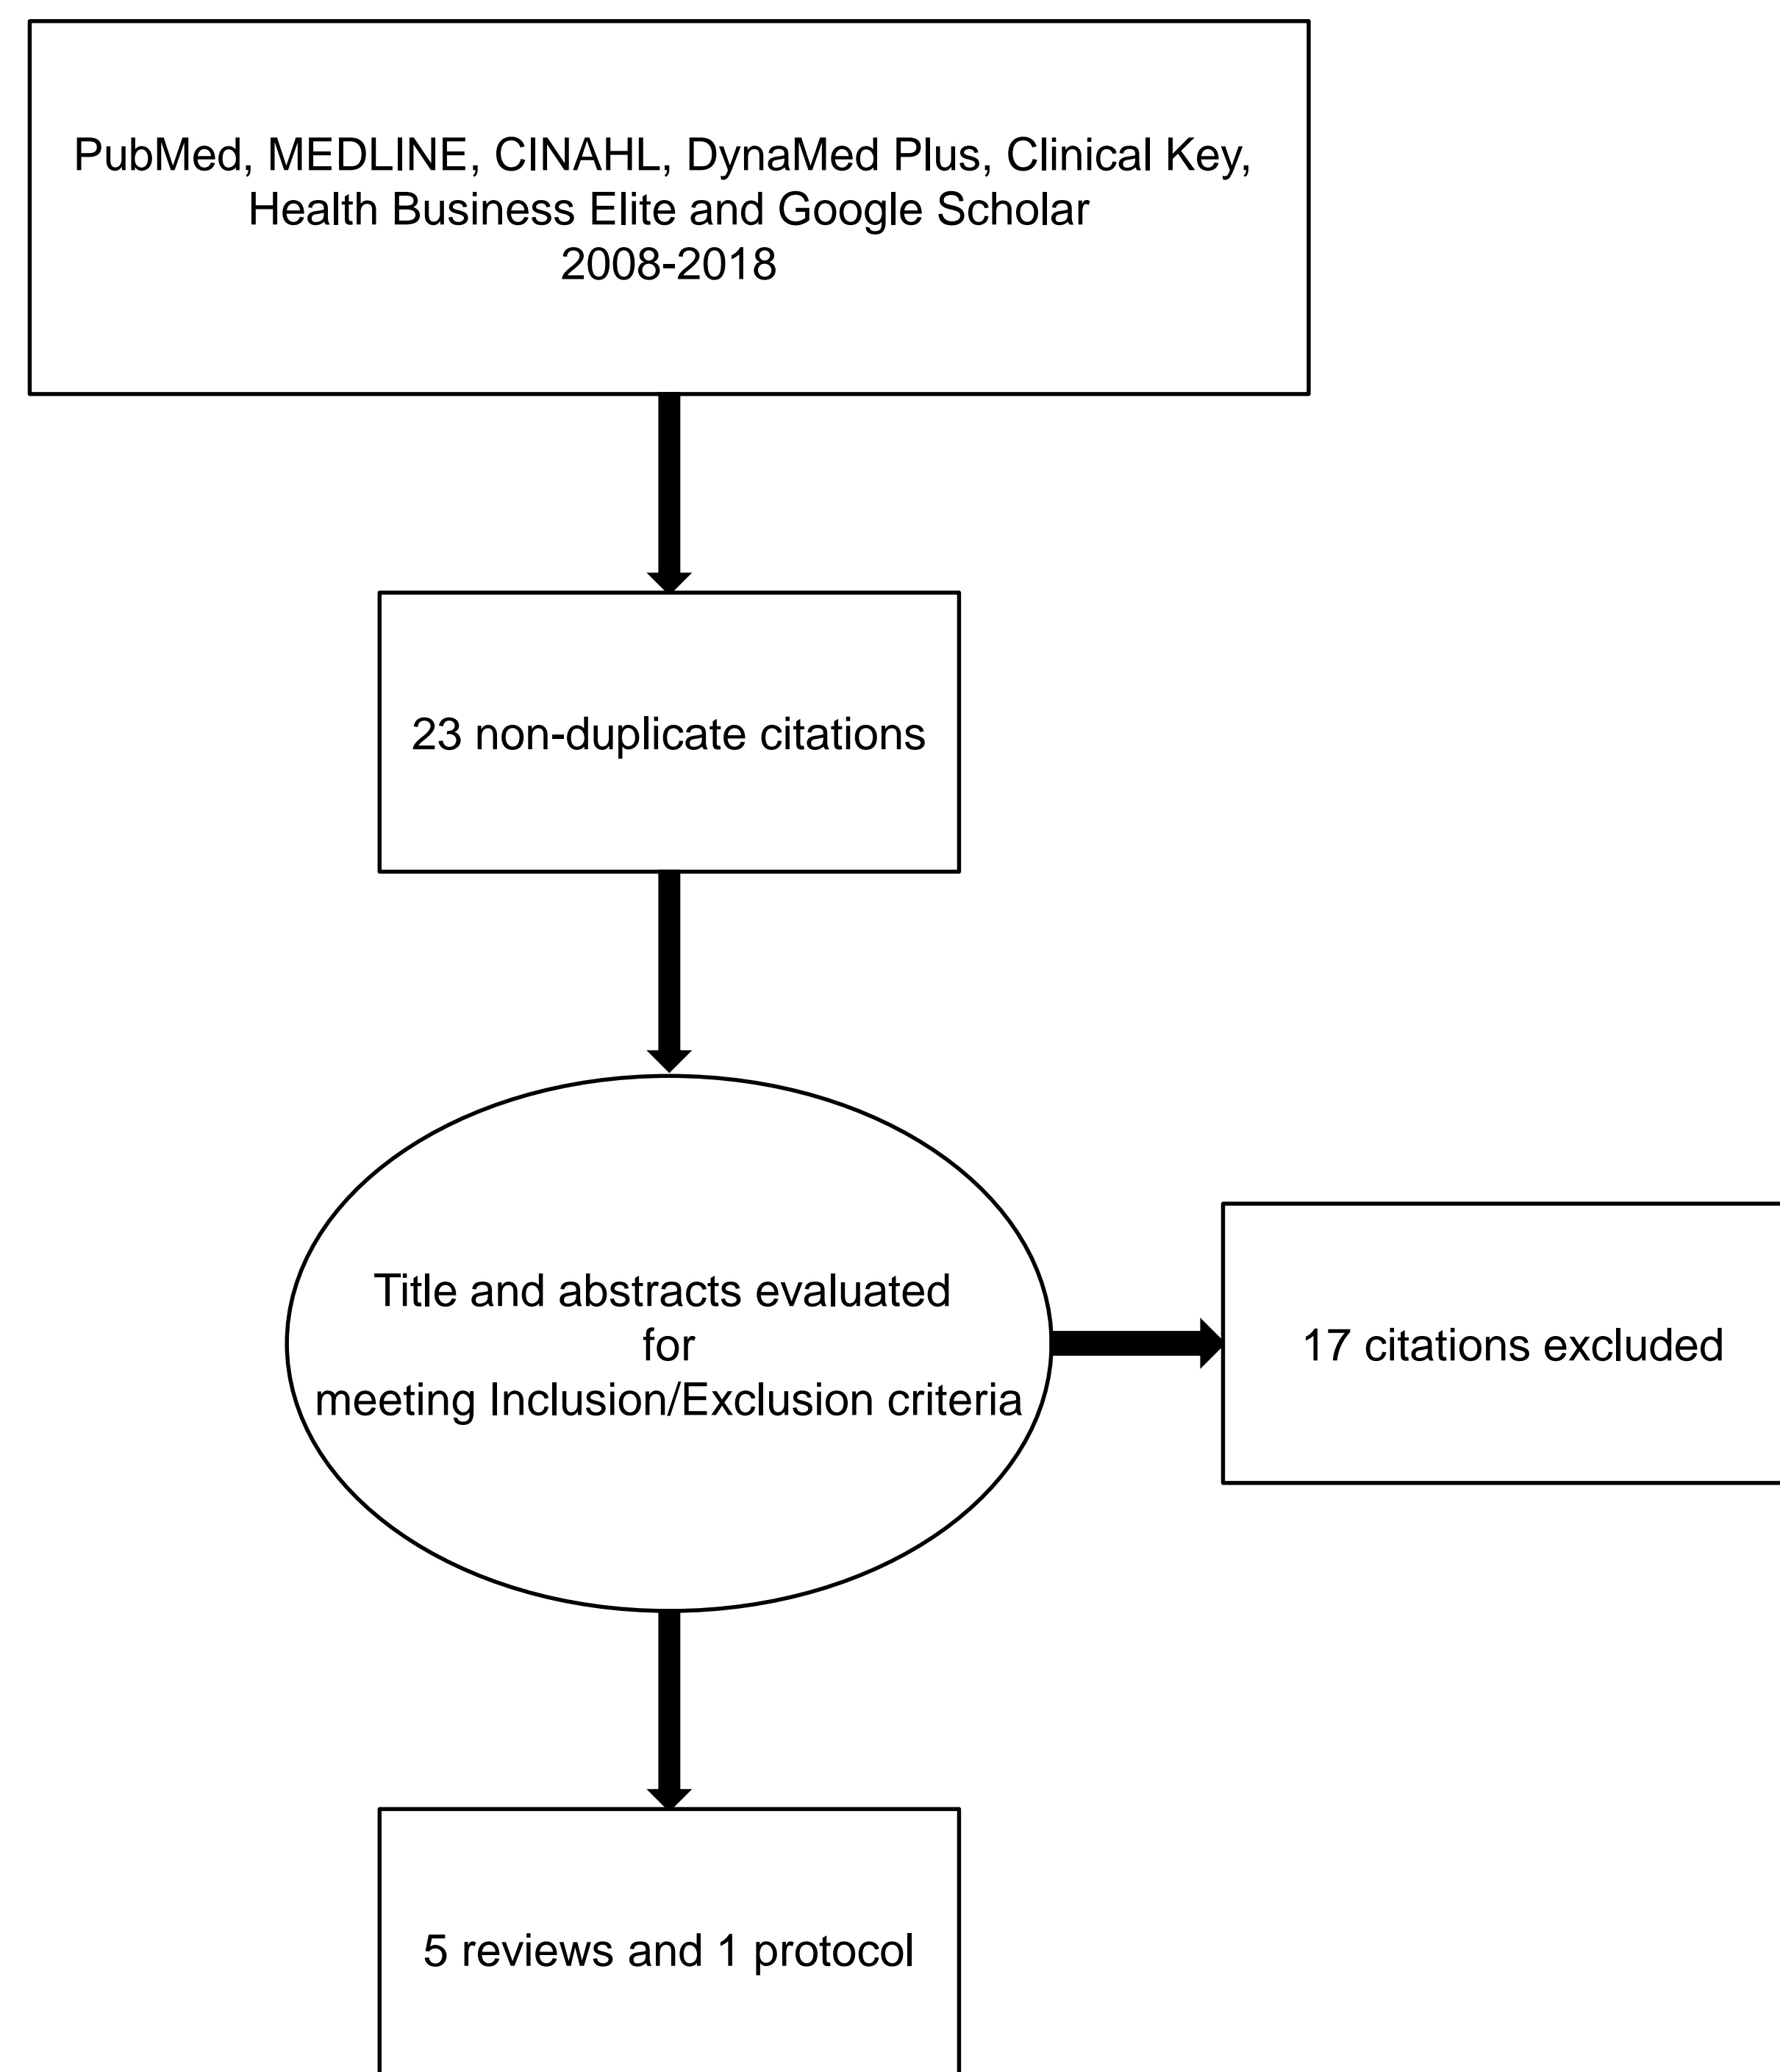 PubMed, MEDLINE, CINAHL, DynaMed Plus, Clinical Key,
Health Business Elite and Google Scholar
2008-2018
23 non-duplicate citations
Title and abstracts evaluated
for
meeting Inclusion/Exclusion criteria
17 citations excluded
5 reviews and 1 protocol